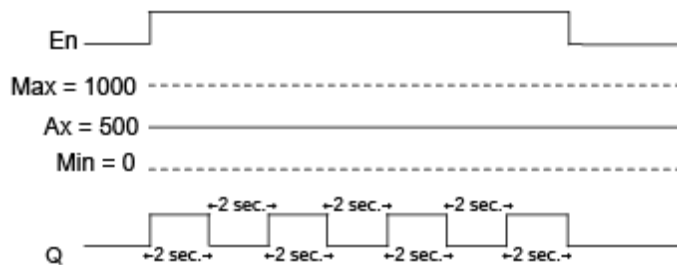 En
Max = 1000
Ax = 500
Min = 0
←2 sec.→ ←2 sec.→ ←2 sec.→
Q
←2 sec.→ ←2 sec.→ ←2 sec.→ ←2 sec.→